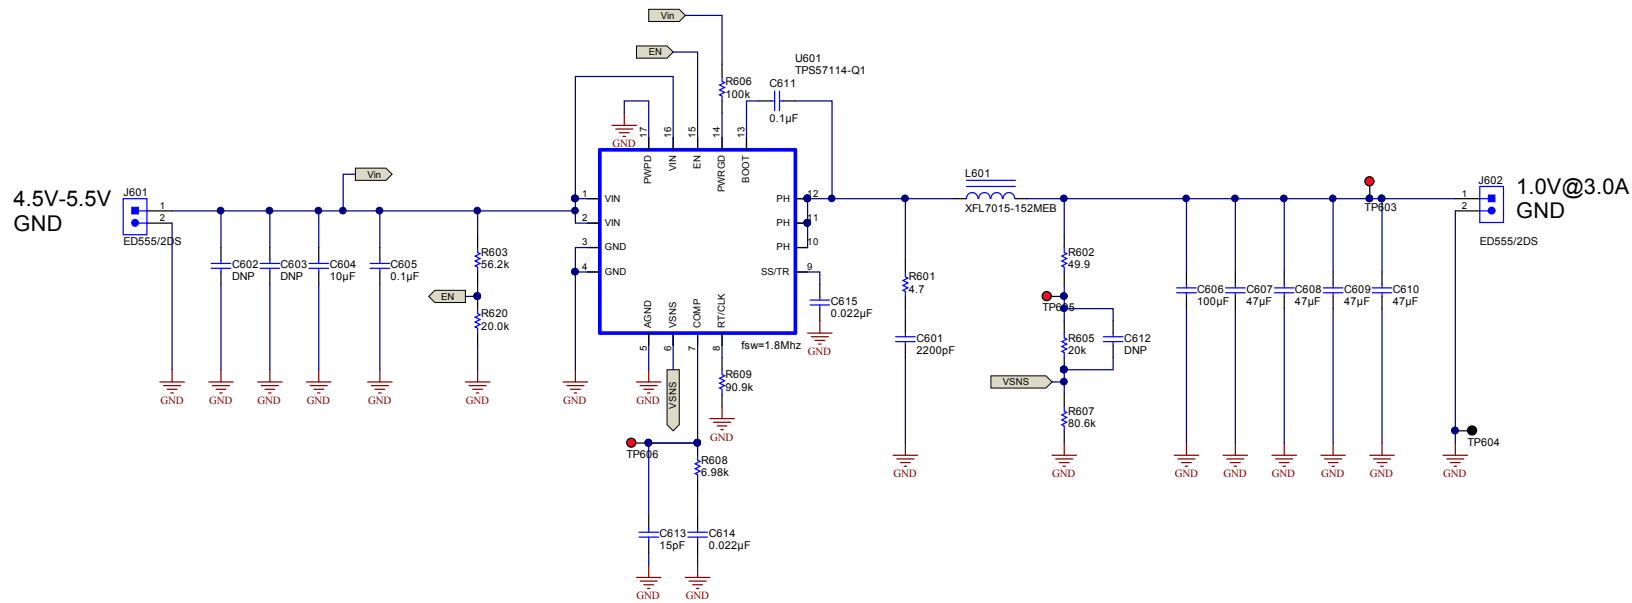 Vin
EN
U601
TPS57114-Q1
R606
100k
C611
0.1µF
GND
17
16
15
14
13
PWPD
VIN
EN
PWRGD
BOOT
4.5V-5.5V
GND
J601
1
2
ED555/2DS
Vin
C602
DNP
C603
DNP
C604
10µF
C605
0.1µF
R603
56.2k
EN
R620
20.0k
1
VIN
2
VIN
3
GND
4
GND
PH
12
PH
11
PH
10
SS/TR
9
AGND
VSNS
COMP
RT/CLK
5
6
7
8
fsw=1.8Mhz
C615
0.022µF
GND
L601
XFL7015-152MEB
R601
4.7
C601
2200pF
R602
49.9
TP605
R605
20k
C612
DNP
VSNS
R607
80.6k
C606
100µF
C607
47µF
C608
47µF
C609
47µF
C610
47µF
TP603
J602
1
2
ED555/2DS
1.0V@3.0A
GND
TP604
GND
GND
GND
GND
GND
GND
GND
GND
VSNS
R609
90.9k
GND
TP606
R608
6.98k
C613
15pF
C614
0.022µF
GND
GND
GND
GND
GND
GND
GND
GND
GND
GND